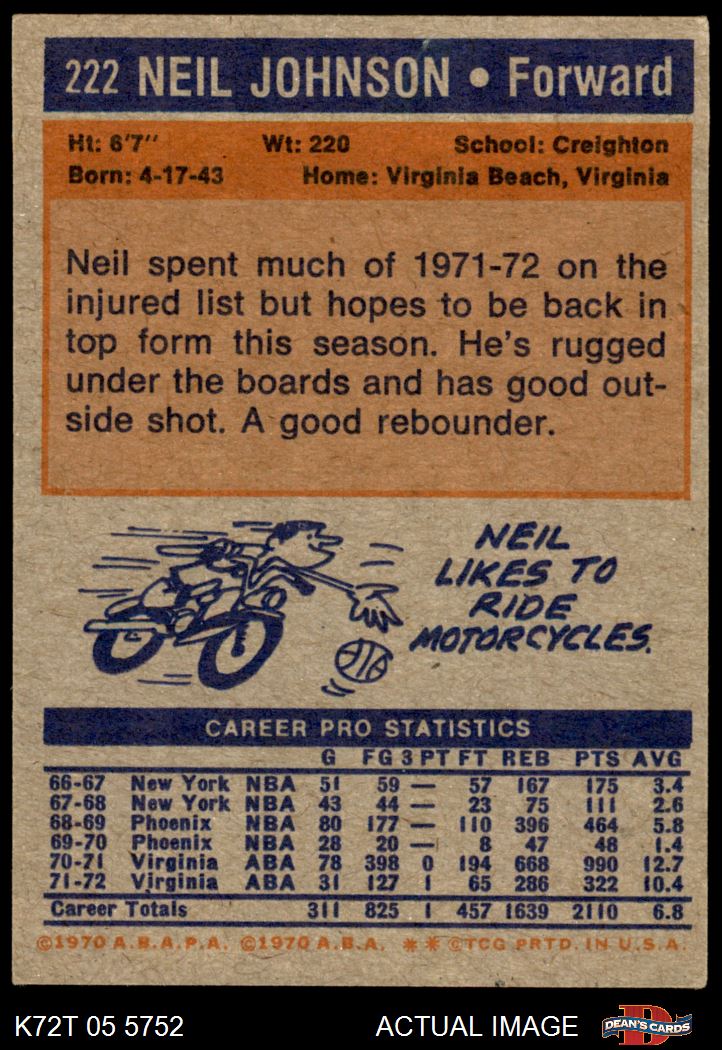 222 NEIL JOHNSON • Forward
Ht: 6'7" Wt: 220 School: Creighton
Born: 4-17-43 Home: Virginia Beach, Virginia
Neil spent much of 1971-72 on the
injured list but hopes to be back in
top form this season. He's rugged
under the boards and has good out-
side shot. A good rebounder.
NEIL
LIKES TO
RIDE
MOTORCYCLES.
CAREER PRO STATISTICS
G FG 3 PT FT REB PTS AVG
66-67 New York NBA 51 59 — 57 167 175 3.4
67-68 New York NBA 43 44 — 23 75 111 2.6
68-69 Phoenix NBA 80 177 — 110 396 464 5.8
69-70 Phoenix NBA 28 20 — 8 47 48 1.4
70-71 Virginia ABA 78 398 0 194 668 990 12.7
71-72 Virginia ABA 31 127 1 65 286 322 10.4
Career Totals 311 825 1 457 1639 2110 6.8
©1970 A.B.A.P.A. ©1970 A.B.A. ** ©TCG PRTD. IN U.S.A.
K72T 05 5752 ACTUAL IMAGE D DEAN'S CARDS